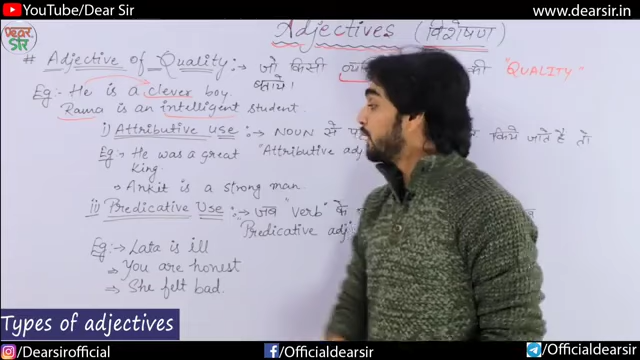 YouTube/ Dear Sir
www.dearsir.in
DEAR SIR
Adjectives (विशेषण)
# Adjective of Quality :→ जो किसी की "QUALITY"
बताये।
Eg:- He is a clever boy.
Rama is an intelligent student.
i) Attributive use :→ NOUN से किये जाते हैं तो
Eg:→ He was a great "Attributive adj
king.
→ Ankit is a strong man.
ii) Predicative Use :→ जब "verb" के
Predicative adj
Eg:→ Lata is ill
→ You are honest
→ She felt bad.
Types of adjectives
/Dearsirofficial
/Officialdearsir
/Officialdearsir